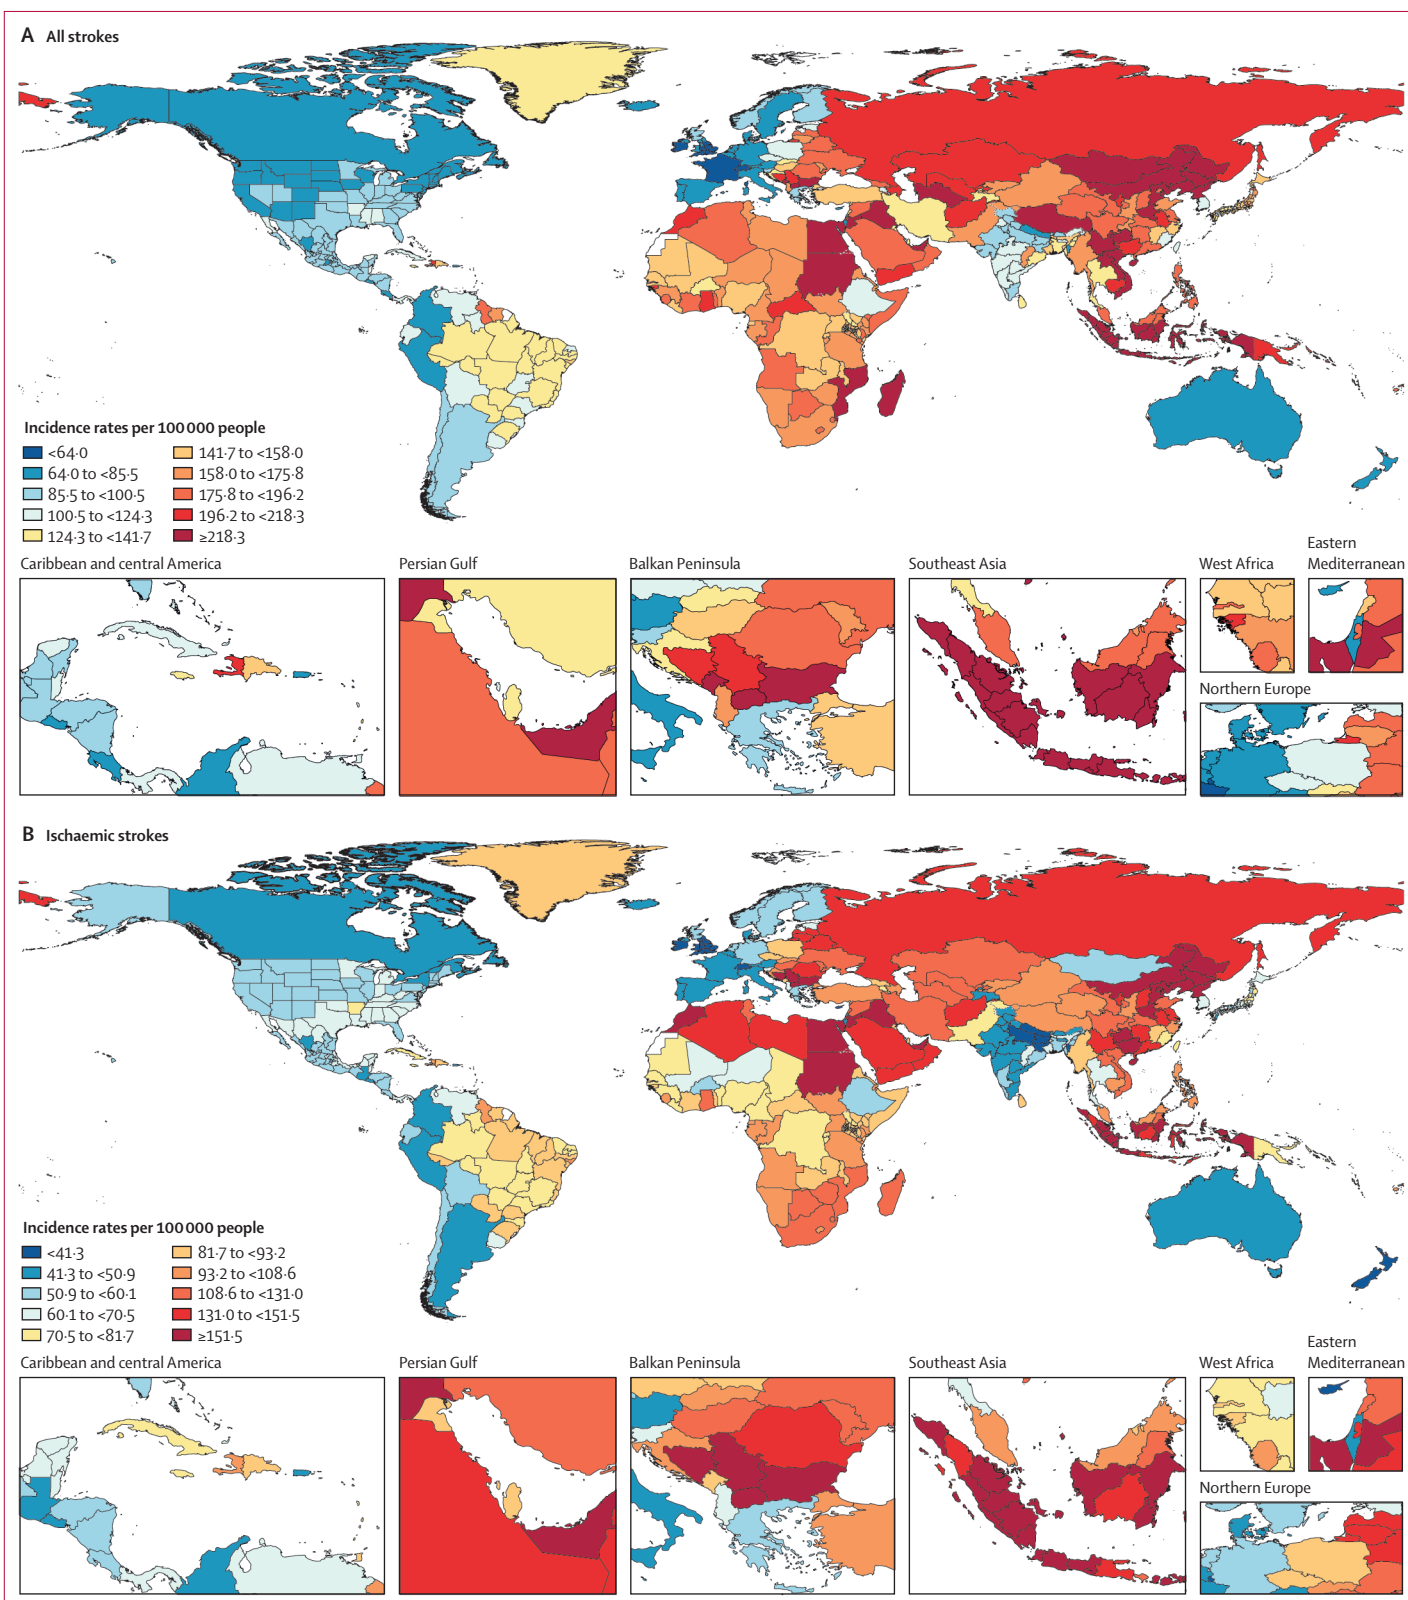 A All strokes
Incidence rates per 100 000 people
<64·0
64·0 to <85·5
85·5 to <100·5
100·5 to <124·3
124·3 to <141·7
141·7 to <158·0
158·0 to <175·8
175·8 to <196·2
196·2 to <218·3
≥218·3
Caribbean and central America
Persian Gulf
Balkan Peninsula
Southeast Asia
West Africa
Eastern
Mediterranean
Northern Europe
B Ischaemic strokes
Incidence rates per 100 000 people
<41·3
41·3 to <50·9
50·9 to <60·1
60·1 to <70·5
70·5 to <81·7
81·7 to <93·2
93·2 to <108·6
108·6 to <131·0
131·0 to <151·5
≥151·5
Caribbean and central America
Persian Gulf
Balkan Peninsula
Southeast Asia
West Africa
Eastern
Mediterranean
Northern Europe